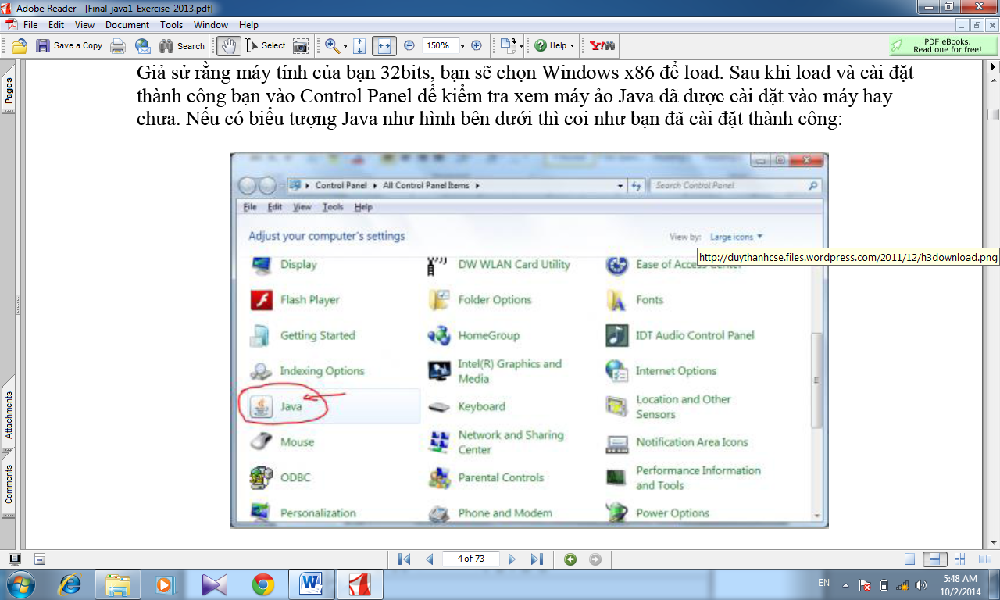 Adobe Reader - [Final_java1_Exercise_2013.pdf]
File Edit View Document Tools Window Help
Save a Copy Search Select 150% Help Y! PDF eBooks.
Read one for free!
Pages
Attachments
Comments
Giả sử rằng máy tính của bạn 32bits, bạn sẽ chọn Windows x86 để load. Sau khi load và cài đặt
thành công bạn vào Control Panel để kiểm tra xem máy ảo Java đã được cài đặt vào máy hay
chưa. Nếu có biểu tượng Java như hình bên dưới thì coi như bạn đã cài đặt thành công:
Control Panel All Control Panel Items Search Control Panel
File Edit View Tools Help
Adjust your computer's settings View by: Large icons
http://duythanhcse.files.wordpress.com/2011/12/h3download.png
Display DW WLAN Card Utility Ease of Access Center
Flash Player Folder Options Fonts
Getting Started HomeGroup IDT Audio Control Panel
Indexing Options Intel(R) Graphics and
Media Internet Options
Java Keyboard Location and Other
Sensors
Mouse Network and Sharing
Center Notification Area Icons
ODBC Parental Controls Performance Information
and Tools
Personalization Phone and Modem Power Options
4 of 73
EN 5:48 AM
10/2/2014